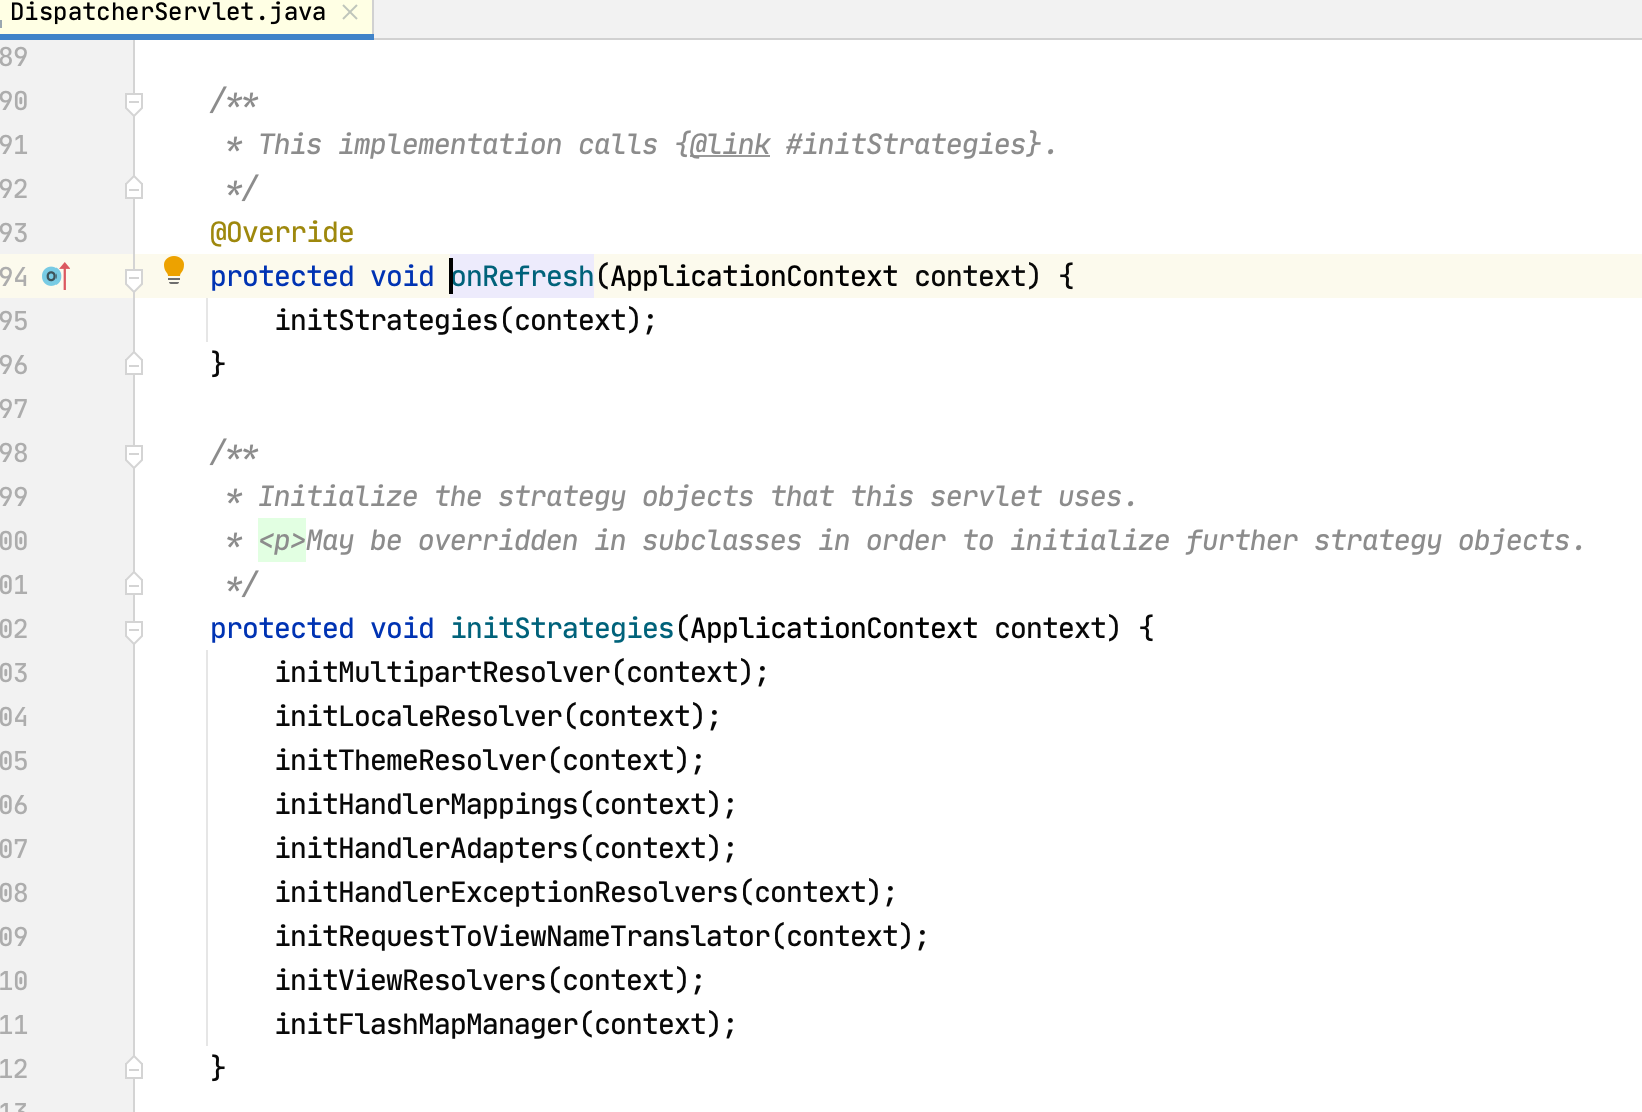 DispatcherServlet.java
89
90 /**
91 * This implementation calls {@link #initStrategies}.
92 */
93 @Override
94 protected void onRefresh(ApplicationContext context) {
95 initStrategies(context);
96 }
97
98 /**
99 * Initialize the strategy objects that this servlet uses.
00 * <p>May be overridden in subclasses in order to initialize further strategy objects.
01 */
02 protected void initStrategies(ApplicationContext context) {
03 initMultipartResolver(context);
04 initLocaleResolver(context);
05 initThemeResolver(context);
06 initHandlerMappings(context);
07 initHandlerAdapters(context);
08 initHandlerExceptionResolvers(context);
09 initRequestToViewNameTranslator(context);
10 initViewResolvers(context);
11 initFlashMapManager(context);
12 }
13